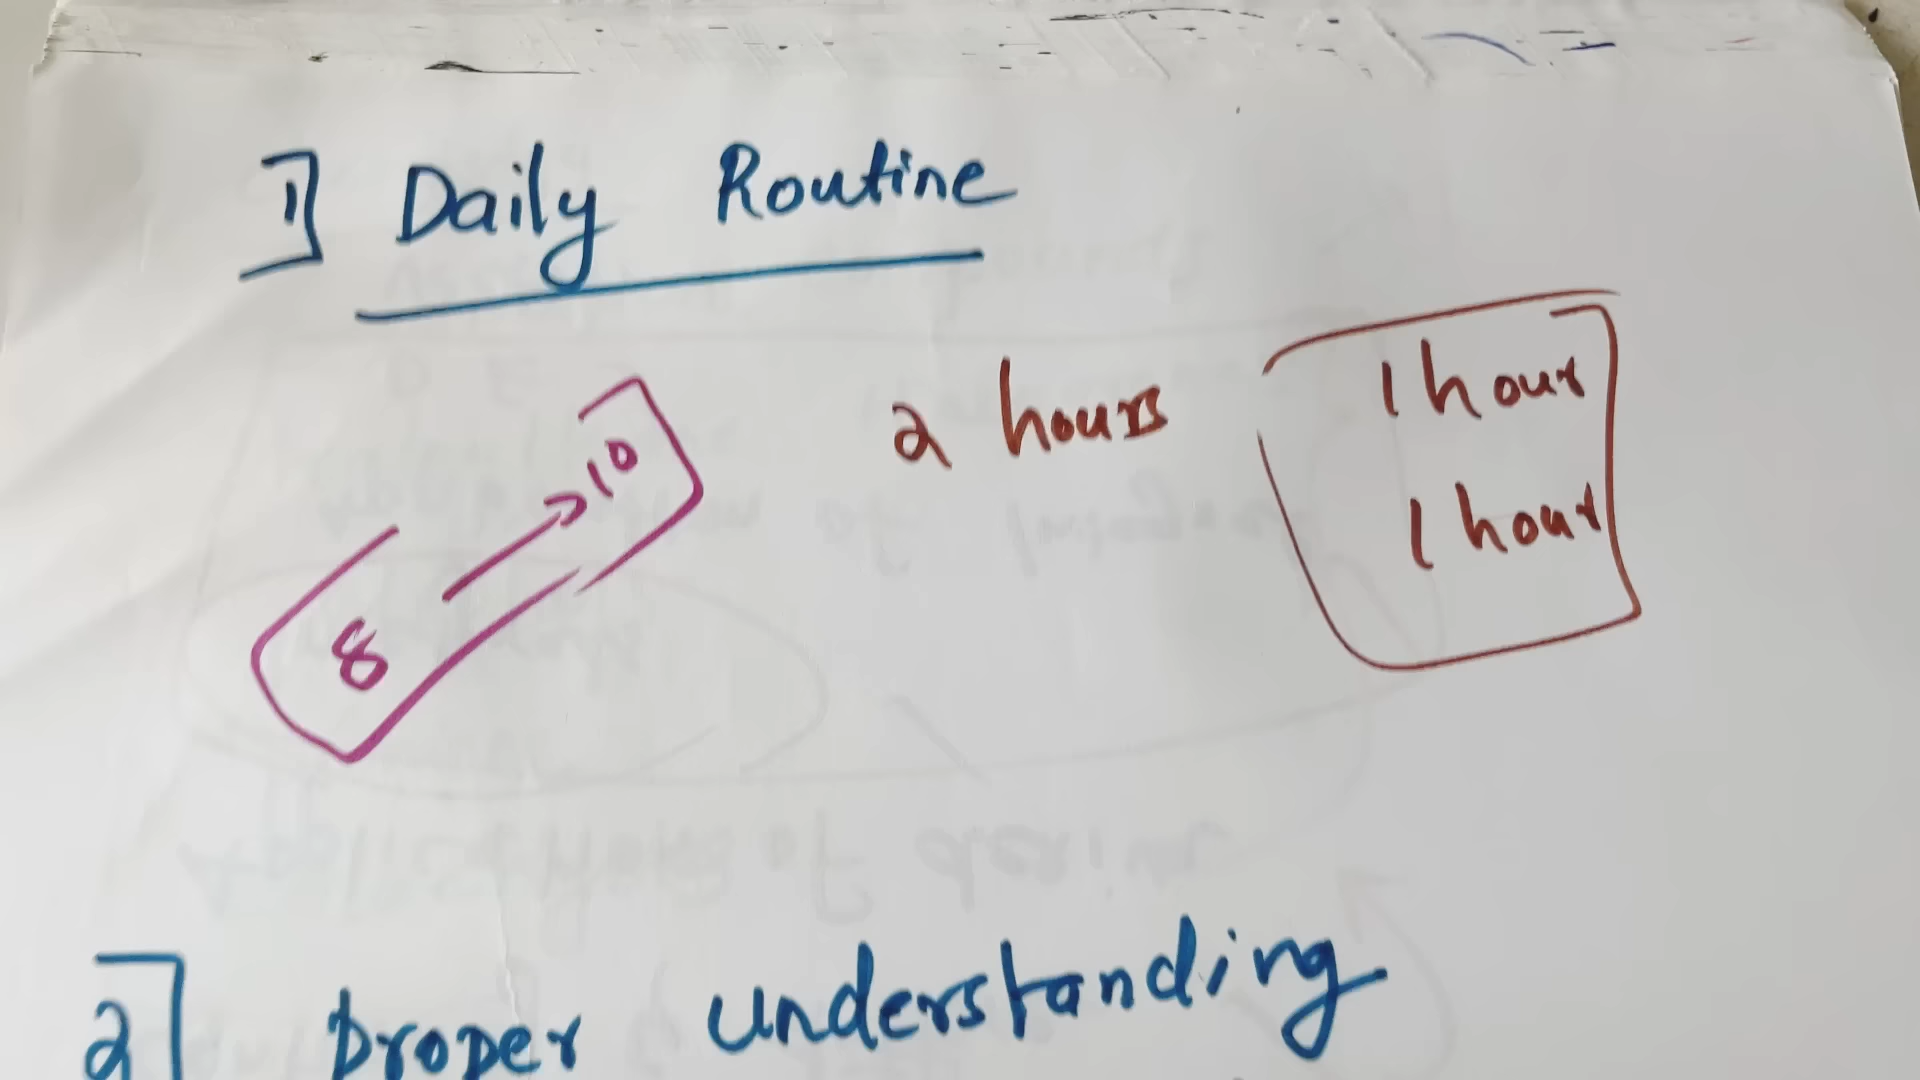 1] Daily Routine
8 → 10
2 hours
1 hour
1 hour
2] proper understanding